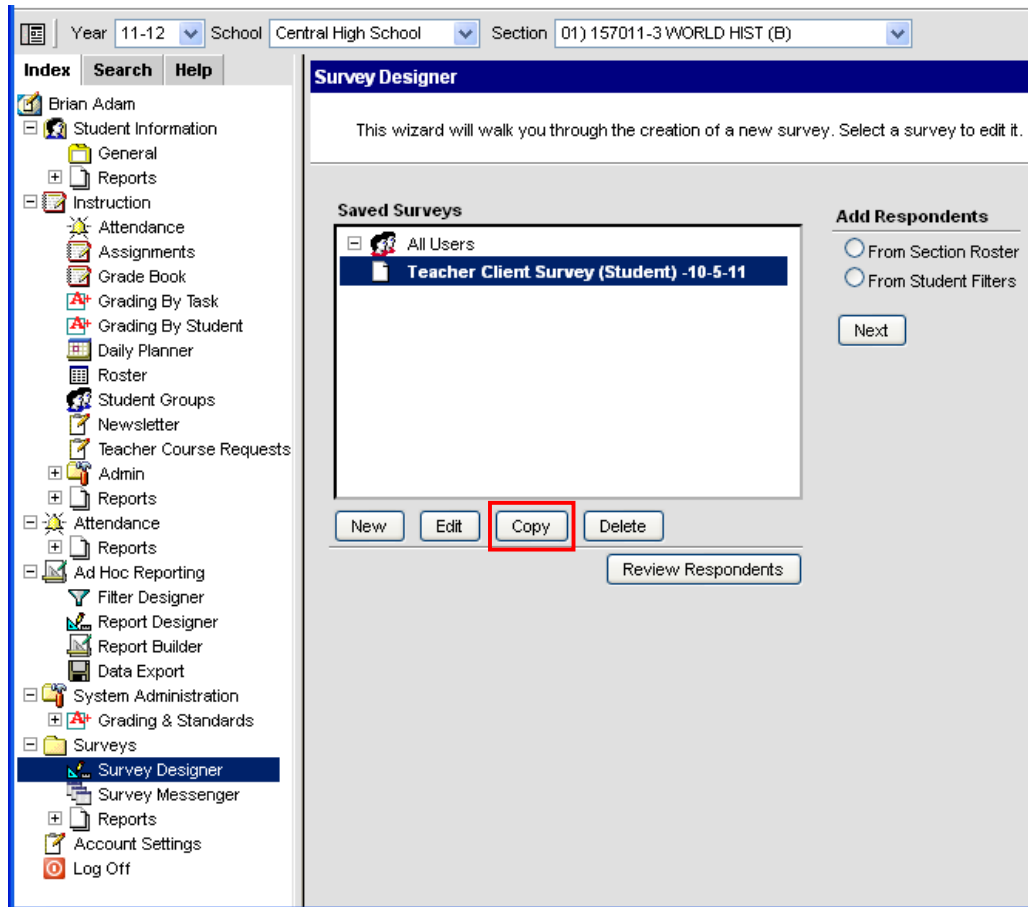 Year 11-12 School Central High School Section 01) 157011-3 WORLD HIST (B)
Index Search Help
Brian Adam
Student Information
General
Reports
Instruction
Attendance
Assignments
Grade Book
Grading By Task
Grading By Student
Daily Planner
Roster
Student Groups
Newsletter
Teacher Course Requests
Admin
Reports
Attendance
Reports
Ad Hoc Reporting
Filter Designer
Report Designer
Report Builder
Data Export
System Administration
Grading & Standards
Surveys
Survey Designer
Survey Messenger
Reports
Account Settings
Log Off
Survey Designer
This wizard will walk you through the creation of a new survey. Select a survey to edit it.
Saved Surveys
All Users
Teacher Client Survey (Student) -10-5-11
New Edit Copy Delete
Review Respondents
Add Respondents
From Section Roster
From Student Filters
Next